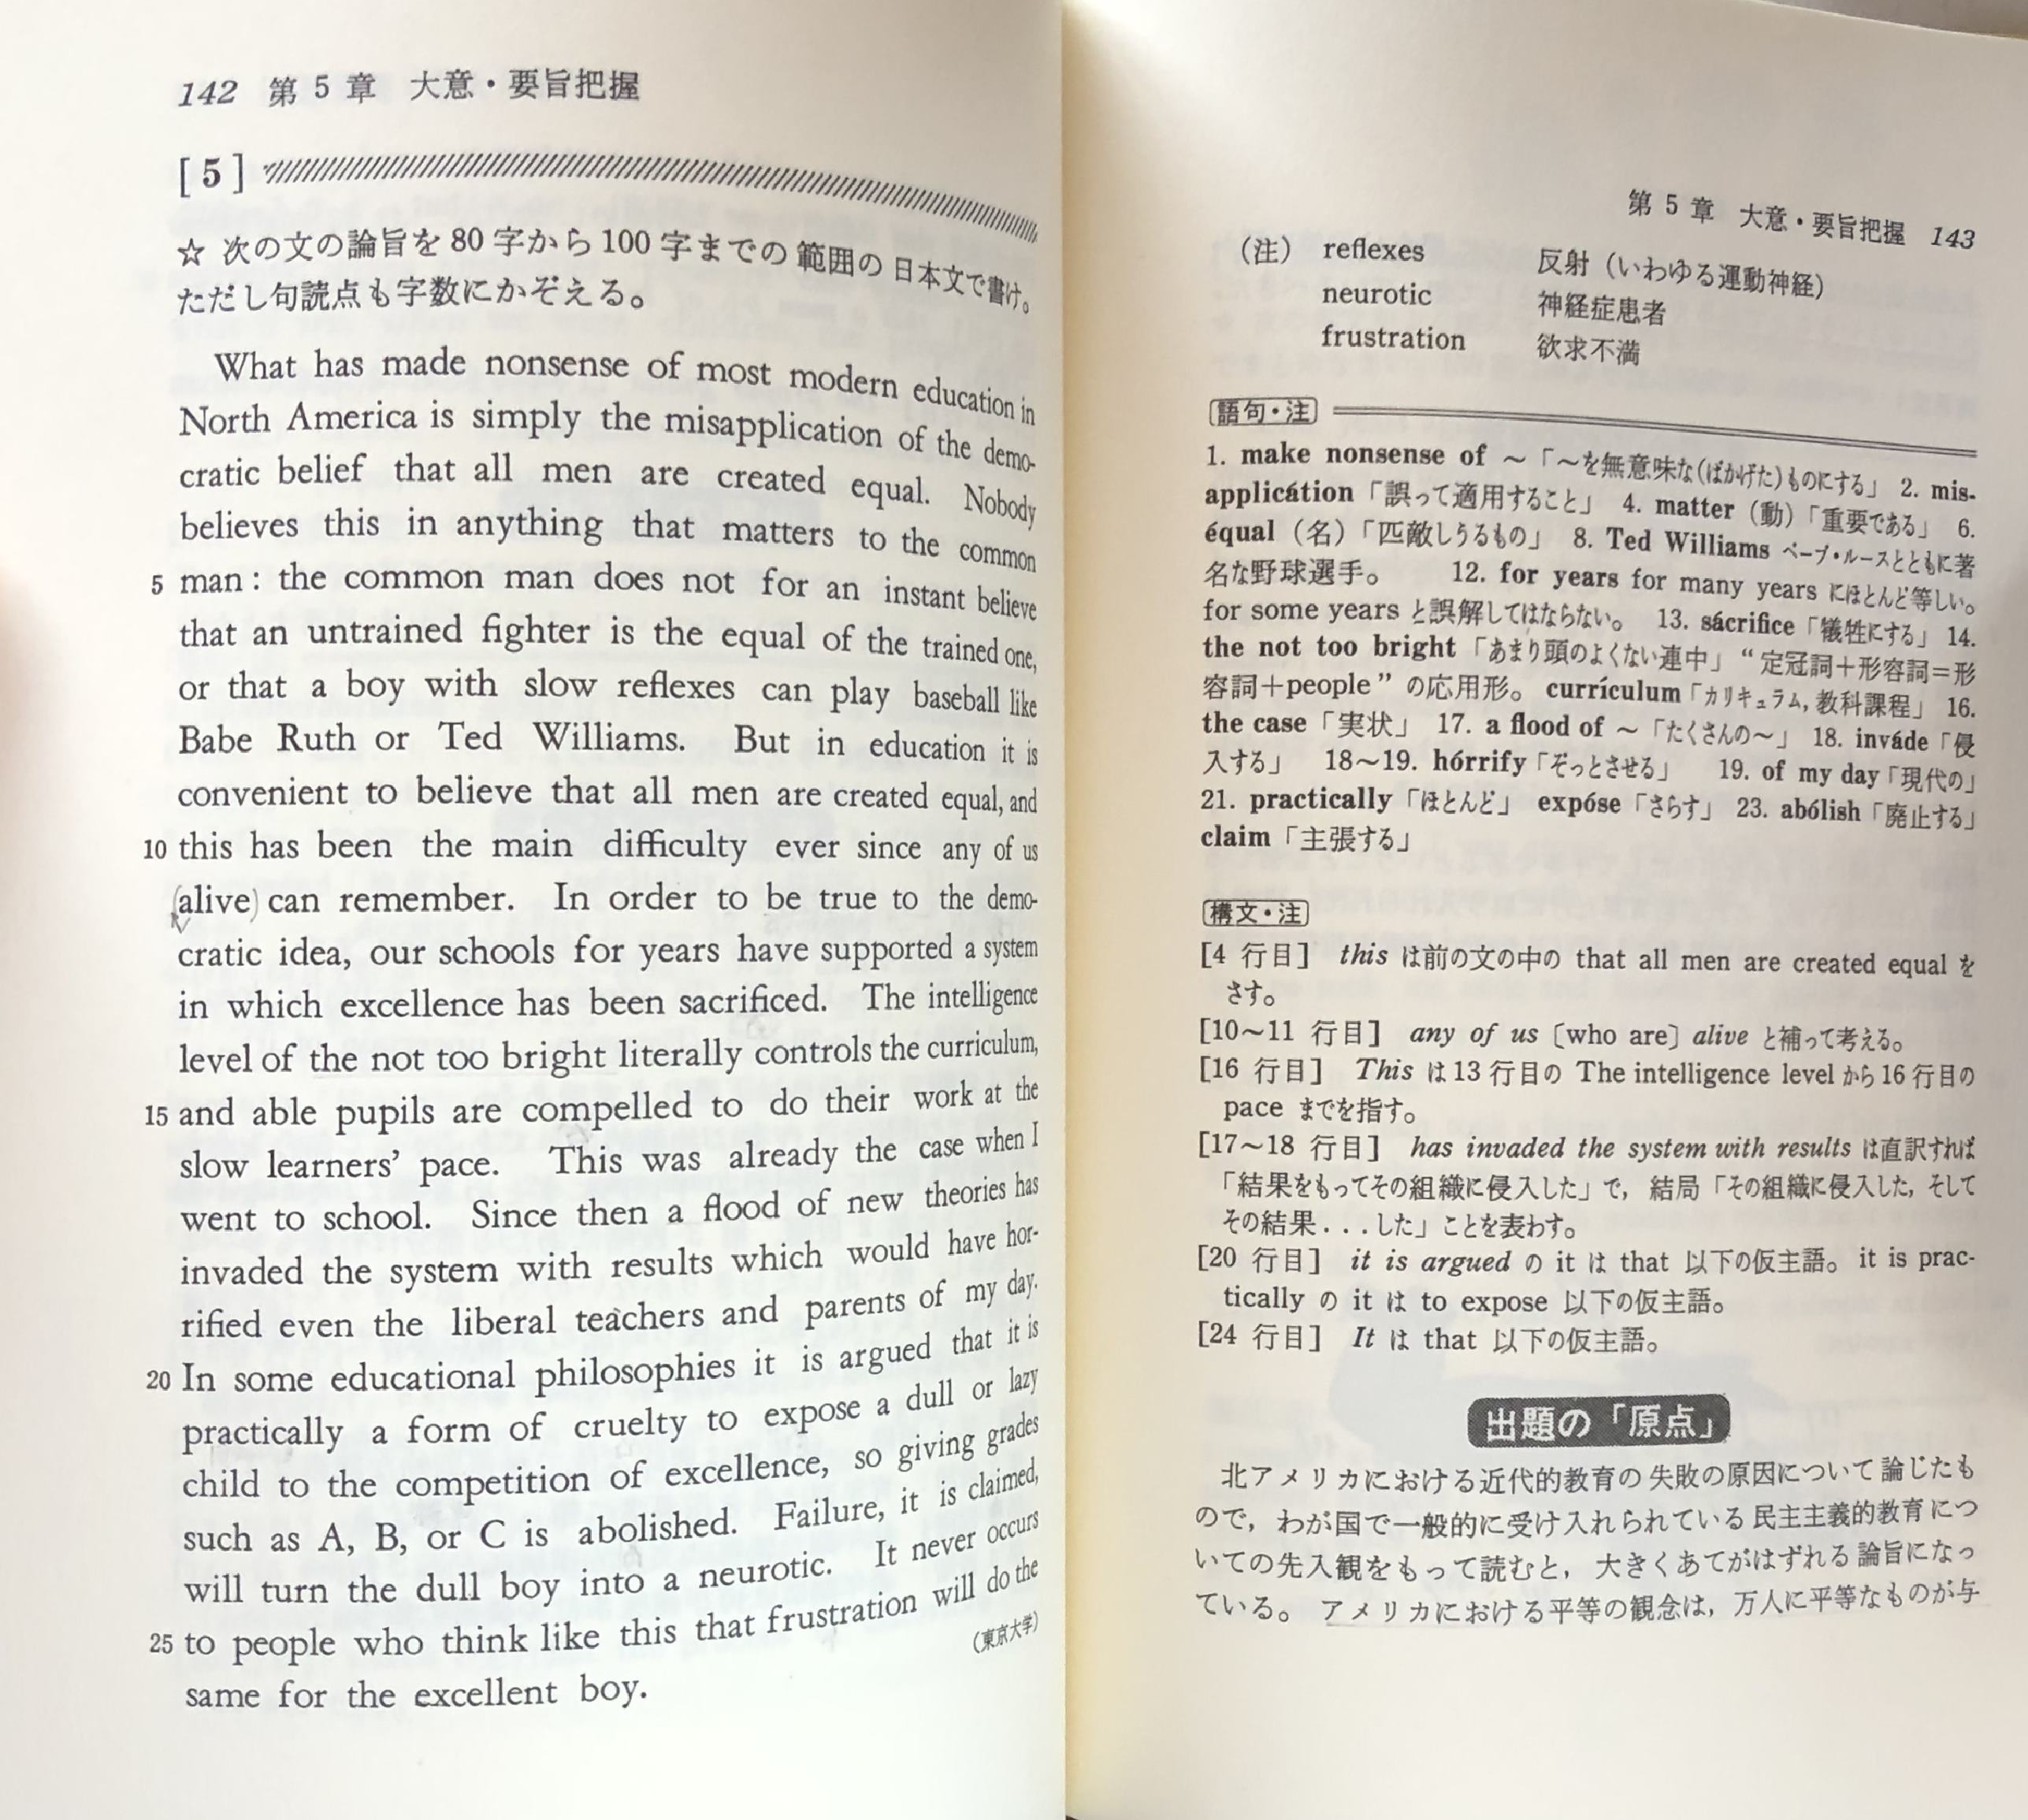 142 第 5 章 大意・要旨把握
[5]
☆ 次の文の論旨を 80 字から 100 字までの範囲の日本文で書け。
ただし句読点も字数にかぞえる。
What has made nonsense of most modern education in
North America is simply the misapplication of the demo-
cratic belief that all men are created equal. Nobody
believes this in anything that matters to the common
5 man : the common man does not for an instant believe
that an untrained fighter is the equal of the trained one,
or that a boy with slow reflexes can play baseball like
Babe Ruth or Ted Williams. But in education it is
convenient to believe that all men are created equal, and
10 this has been the main difficulty ever since any of us
(alive) can remember. In order to be true to the demo-
cratic idea, our schools for years have supported a system
in which excellence has been sacrificed. The intelligence
level of the not too bright literally controls the curriculum,
15 and able pupils are compelled to do their work at the
slow learners' pace. This was already the case when I
went to school. Since then a flood of new theories has
invaded the system with results which would have hor-
rified even the liberal teachers and parents of my day.
20 In some educational philosophies it is argued that it is
practically a form of cruelty to expose a dull or lazy
child to the competition of excellence, so giving grades
such as A, B, or C is abolished. Failure, it is claimed,
will turn the dull boy into a neurotic. It never occurs
25 to people who think like this that frustration will do the
same for the excellent boy.
（東京大学）
第 5 章 大意・要旨把握 143
（注） reflexes 反射（いわゆる運動神経）
neurotic 神経症患者
frustration 欲求不満
語句・注
1. make nonsense of ～「～を無意味な(ばかげた)ものにする」 2. mis-
applicátion「誤って適用すること」 4. matter（動）「重要である」 6.
équal（名）「匹敵しうるもの」 8. Ted Williams ベーブ・ルースとともに著
名な野球選手。 12. for years for many years にほとんど等しい。
for some years と誤解してはならない。 13. sácrifice「犠牲にする」 14.
the not too bright「あまり頭のよくない連中」“定冠詞＋形容詞＝形
容詞＋people” の応用形。 currículum「カリキュラム, 教科課程」 16.
the case「実状」 17. a flood of ～「たくさんの～」 18. inváde「侵
入する」 18～19. hórrify「ぞっとさせる」 19. of my day「現代の」
21. practically「ほとんど」 expóse「さらす」 23. abólish「廃止する」
claim「主張する」
構文・注
[4 行目] this は前の文の中の that all men are created equal を
さす。
[10～11 行目] any of us〔who are〕alive と補って考える。
[16 行目] This は13行目の The intelligence level から16行目の
pace までを指す。
[17～18 行目] has invaded the system with results は直訳すれば
「結果をもってその組織に侵入した」で，結局「その組織に侵入した, そして
その結果...した」ことを表わす。
[20 行目] it is argued の it は that 以下の仮主語。it is prac-
tically の it は to expose 以下の仮主語。
[24 行目] It は that 以下の仮主語。
出題の「原点」
北アメリカにおける近代的教育の失敗の原因について論じたも
ので，わが国で一般的に受け入れられている民主主義的教育につ
いての先入観をもって読むと，大きくあてがはずれる論旨になっ
ている。 アメリカにおける平等の観念は，万人に平等なものが与